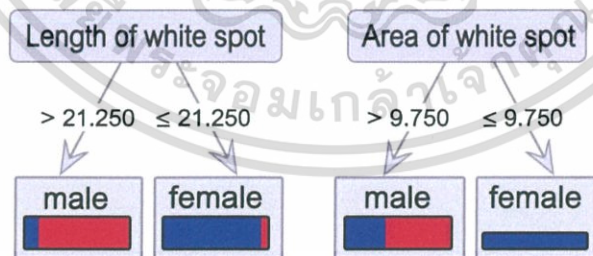 Length of white spot
Area of white spot
> 21.250 ≤ 21.250
> 9.750 ≤ 9.750
male female
male female